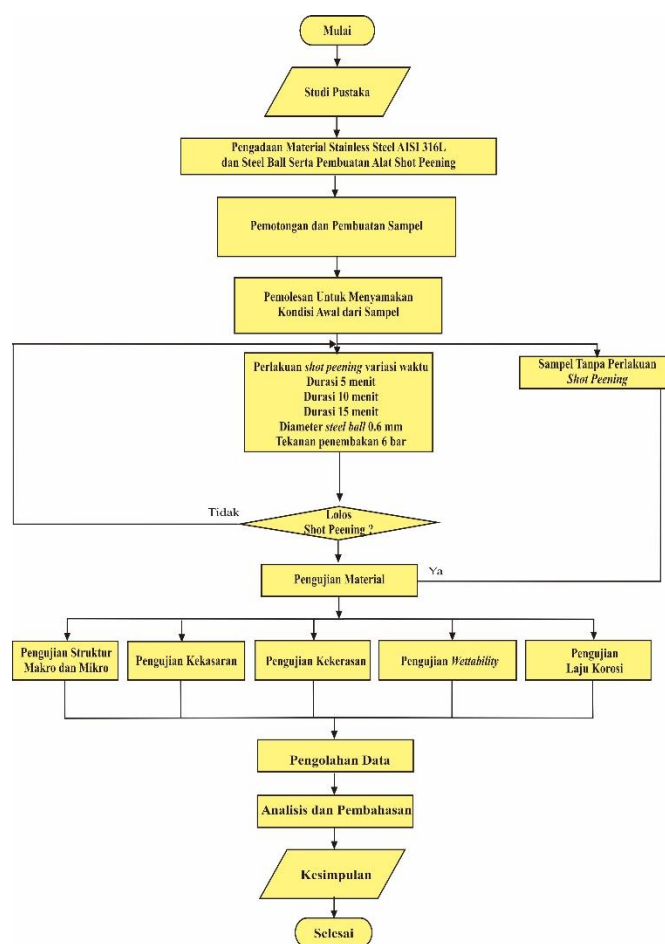 Mulai
Studi Pustaka
Pengadaan Material Stainless Steel AISI 316L
dan Steel Ball Serta Pembuatan Alat Shot Peening
Pemotongan dan Pembuatan Sampel
Pemolesan Untuk Menyamakan
Kondisi Awal dari Sampel
Perlakuan shot peening variasi waktu
Durasi 5 menit
Durasi 10 menit
Durasi 15 menit
Diameter steel ball 0.6 mm
Tekanan penembakan 6 bar
Sampel Tanpa Perlakuan
Shot Peening
Tidak
Lolos
Shot Peening ?
Ya
Pengujian Material
Pengujian Struktur
Makro dan Mikro
Pengujian Kekasaran
Pengujian Kekerasan
Pengujian Wettability
Pengujian
Laju Korosi
Pengolahan Data
Analisis dan Pembahasan
Kesimpulan
Selesai